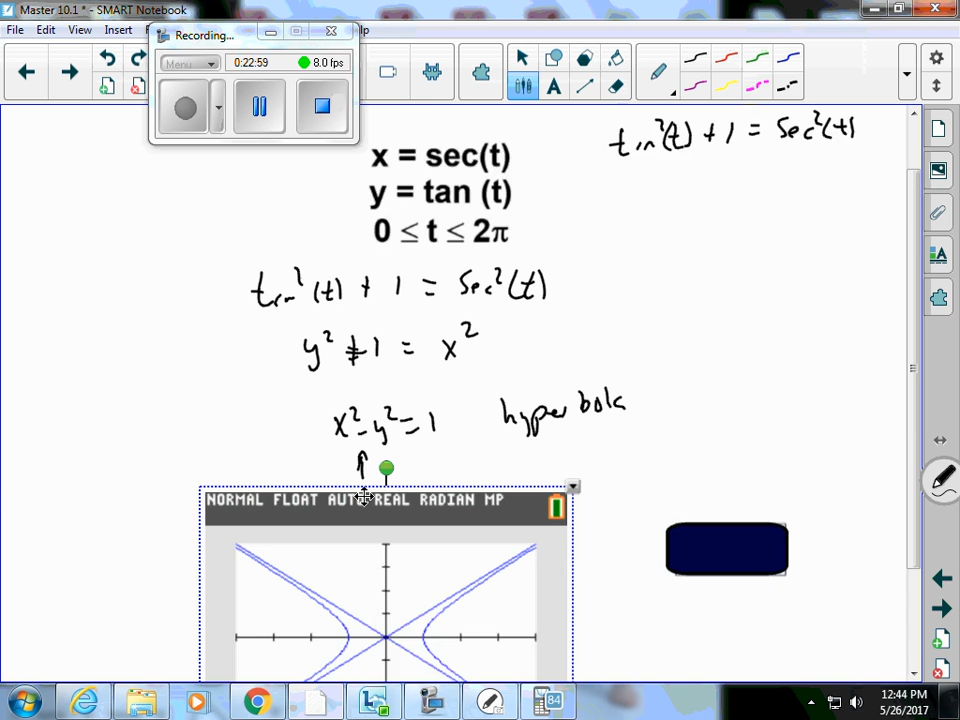 Master 10.1 * - SMART Notebook
File Edit View Insert lp
Recording...
Menu 0:22:59 8.0 fps
tan²(t) + 1 = Sec²(t)
x = sec(t)
y = tan (t)
0 ≤ t ≤ 2π
tan²(t) + 1 = Sec²(t)
y² + 1 = x²
x² - y² = 1 hyperbola
NORMAL FLOAT AUTO REAL RADIAN MP
84
12:44 PM
5/26/2017